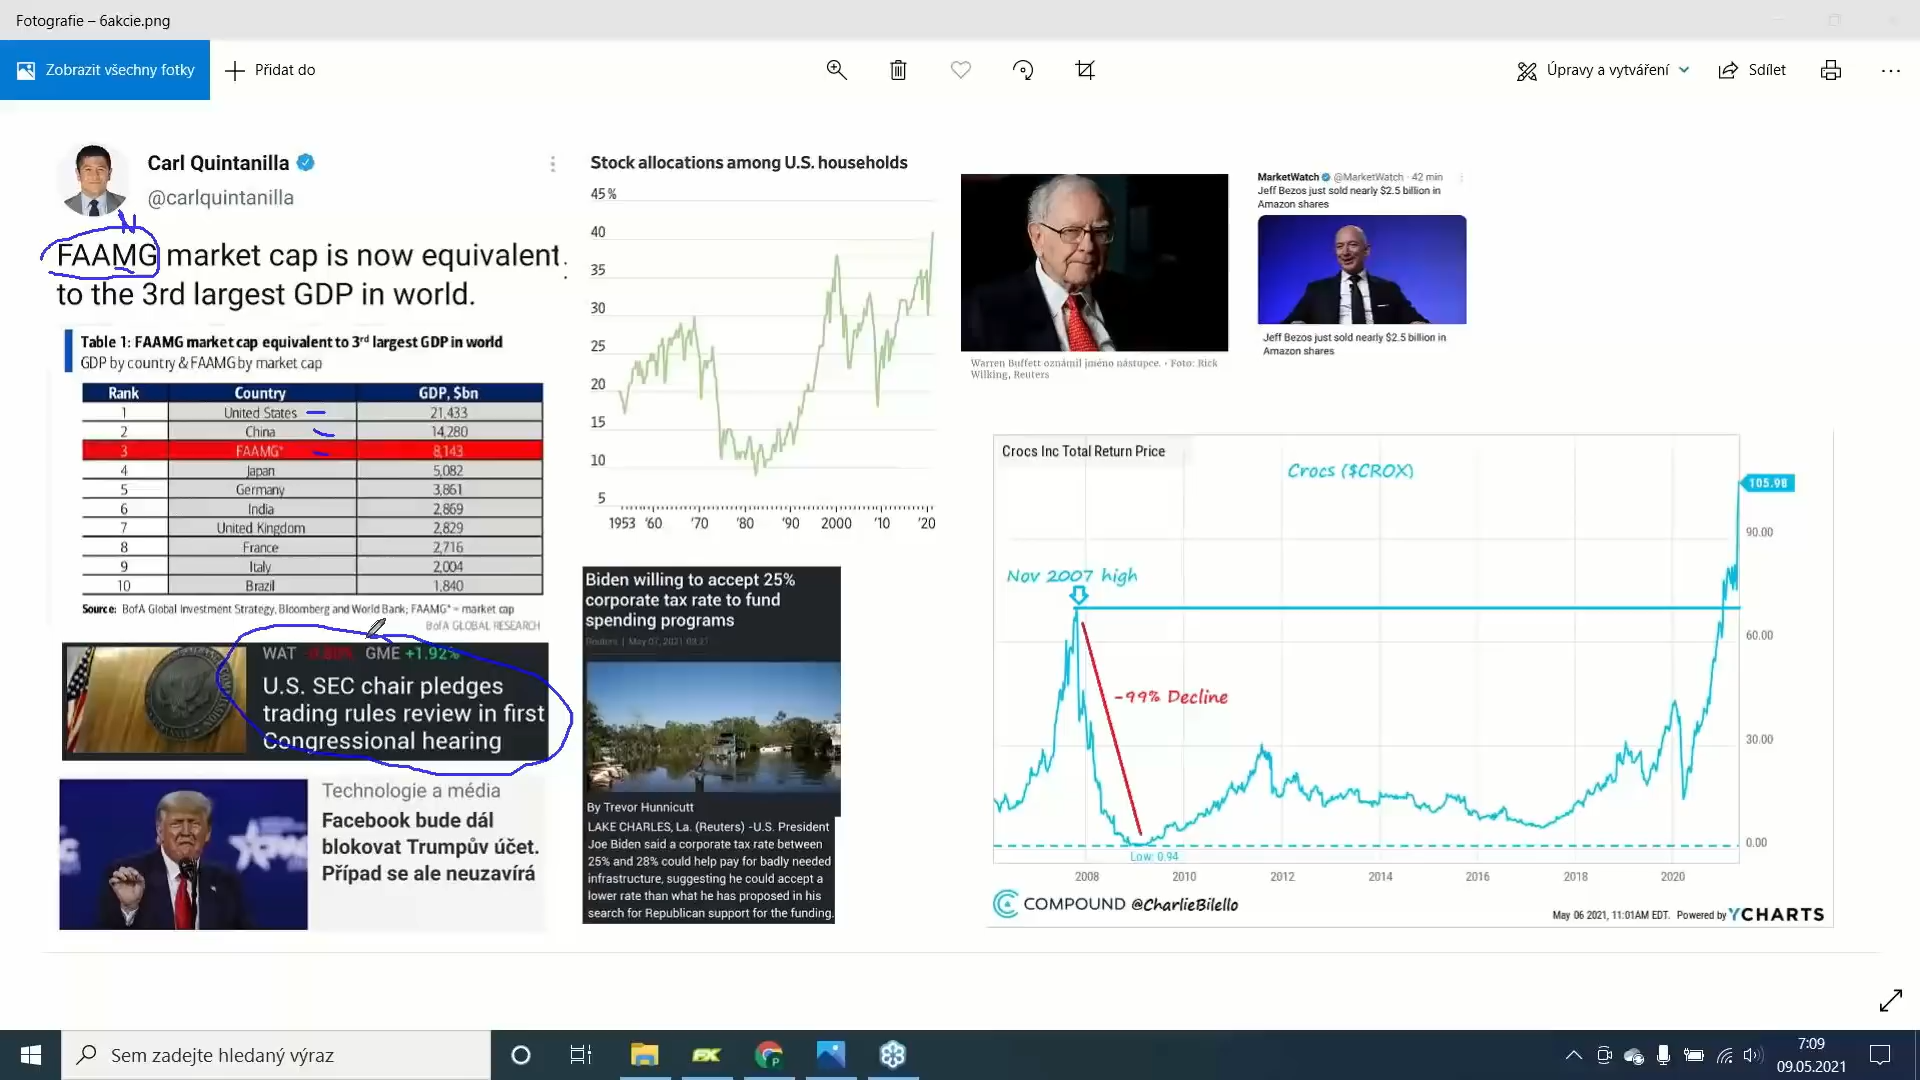 Fotografie – 6akcie.png
Zobrazit všechny fotky
Přidat do
Úpravy a vytváření
Sdílet
Carl Quintanilla
@carlquintanilla
N
FAAMG market cap is now equivalent
to the 3rd largest GDP in world.
Table 1: FAAMG market cap equivalent to 3rd largest GDP in world
GDP by country & FAAMG by market cap
Rank Country GDP, $bn
1 United States 21,433
2 China 14,280
3 FAAMG* 8,143
4 Japan 5,082
5 Germany 3,861
6 India 2,869
7 United Kingdom 2,829
8 France 2,716
9 Italy 2,004
10 Brazil 1,840
Source: BofA Global Investment Strategy, Bloomberg and World Bank; FAAMG* = market cap
BofA GLOBAL RESEARCH
WAT -0.80% GME +1.92%
U.S. SEC chair pledges
trading rules review in first
Congressional hearing
Technologie a média
Facebook bude dál
blokovat Trumpův účet.
Případ se ale neuzavírá
Stock allocations among U.S. households
45%
40
35
30
25
20
15
10
5
1953 '60 '70 '80 '90 2000 '10 '20
Biden willing to accept 25%
corporate tax rate to fund
spending programs
Reuters | May 07, 2021
By Trevor Hunnicutt
LAKE CHARLES, La. (Reuters) -U.S. President
Joe Biden said a corporate tax rate between
25% and 28% could help pay for badly needed
infrastructure, suggesting he could accept a
lower rate than what he has proposed in his
search for Republican support for the funding.
Warren Buffett oznámil jméno nástupce. • Foto: Rick
Wilking, Reuters
MarketWatch @MarketWatch · 42 min
Jeff Bezos just sold nearly $2.5 billion in
Amazon shares
Jeff Bezos just sold nearly $2.5 billion in
Amazon shares
Crocs Inc Total Return Price
Crocs ($CROX)
105.98
90.00
Nov 2007 high
60.00
-99% Decline
30.00
0.00
Low: 0.94
2008 2010 2012 2014 2016 2018 2020
COMPOUND @CharlieBilello
May 06 2021, 11:01AM EDT. Powered by YCHARTS
Sem zadejte hledaný výraz
FX
P
7:09
09.05.2021